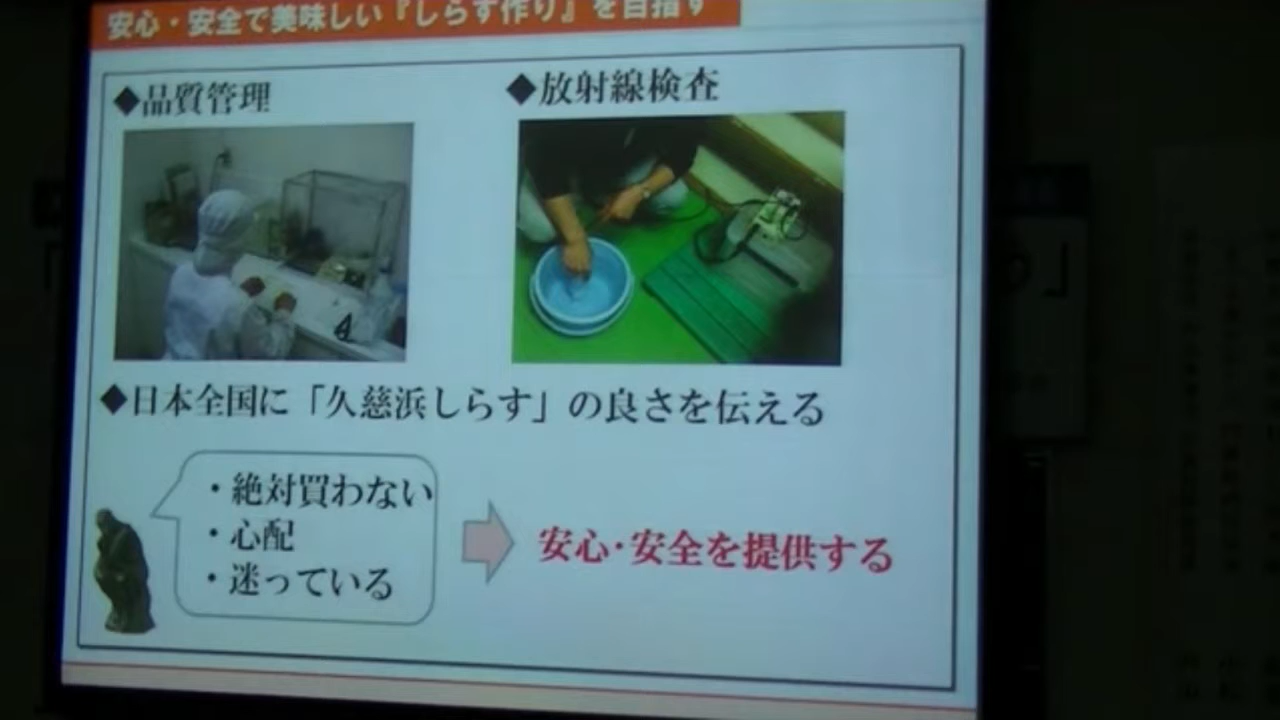 安心・安全で美味しい『しらす作り』を目指す
◆品質管理
◆放射線検査
◆日本全国に「久慈浜しらす」の良さを伝える
・絶対買わない
・心配
・迷っている
安心・安全を提供する